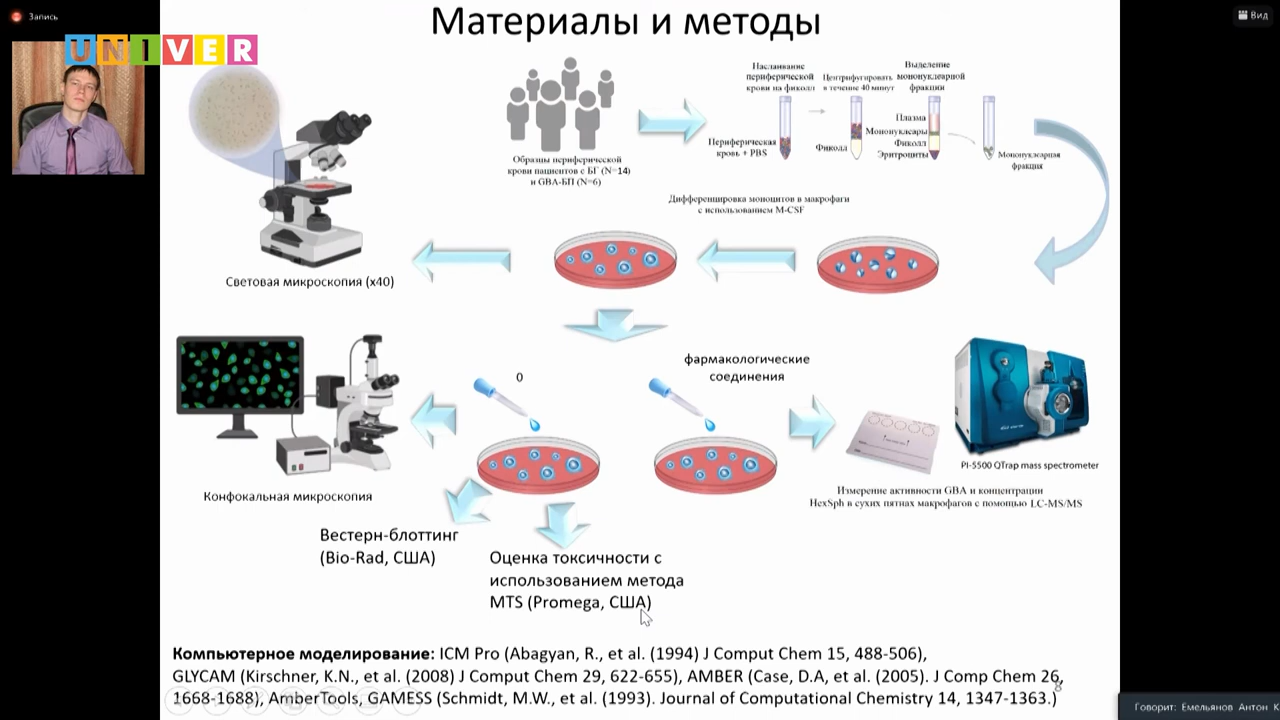 Запись
Вид
UNIVER
Материалы и методы
Образцы периферической
крови пациентов с БГ (N=14)
и GBA-БП (N=6)
Наслаивание
периферической
крови на фиколл
Центрифугировать
в течение 40 минут
Выделение
мононуклеарной
фракции
Периферическая
кровь + PBS
Фиколл
Плазма
Мононуклеары
Фиколл
Эритроциты
Мононуклеарная
фракция
Дифференцировка моноцитов в макрофаги
с использованием M-CSF
Световая микроскопия (x40)
0
фармакологические
соединения
Конфокальная микроскопия
PI-5500 QTrap mass spectrometer
Измерение активности GBA и концентрации
HexSph в сухих пятнах макрофагов с помощью LC-MS/MS
Вестерн-блоттинг
(Bio-Rad, США)
Оценка токсичности с
использованием метода
MTS (Promega, США)
Компьютерное моделирование: ICM Pro (Abagyan, R., et al. (1994) J Comput Chem 15, 488-506),
GLYCAM (Kirschner, K.N., et al. (2008) J Comput Chem 29, 622-655), AMBER (Case, D.A, et al. (2005). J Comp Chem 26,
1668-1688), AmberTools, GAMESS (Schmidt, M.W., et al. (1993). Journal of Computational Chemistry 14, 1347-1363.)
8
Говорит: Емельянов Антон К